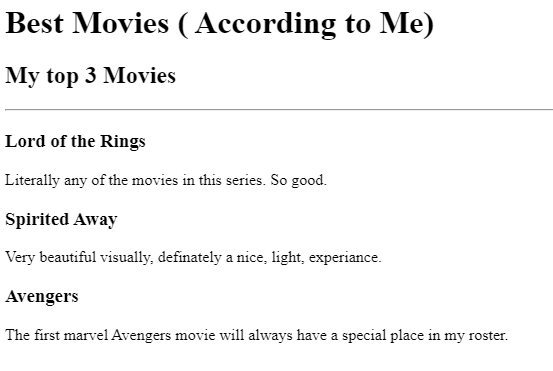 Best Movies ( According to Me)
My top 3 Movies
Lord of the Rings
Literally any of the movies in this series. So good.
Spirited Away
Very beautiful visually, definately a nice, light, experiance.
Avengers
The first marvel Avengers movie will always have a special place in my roster.